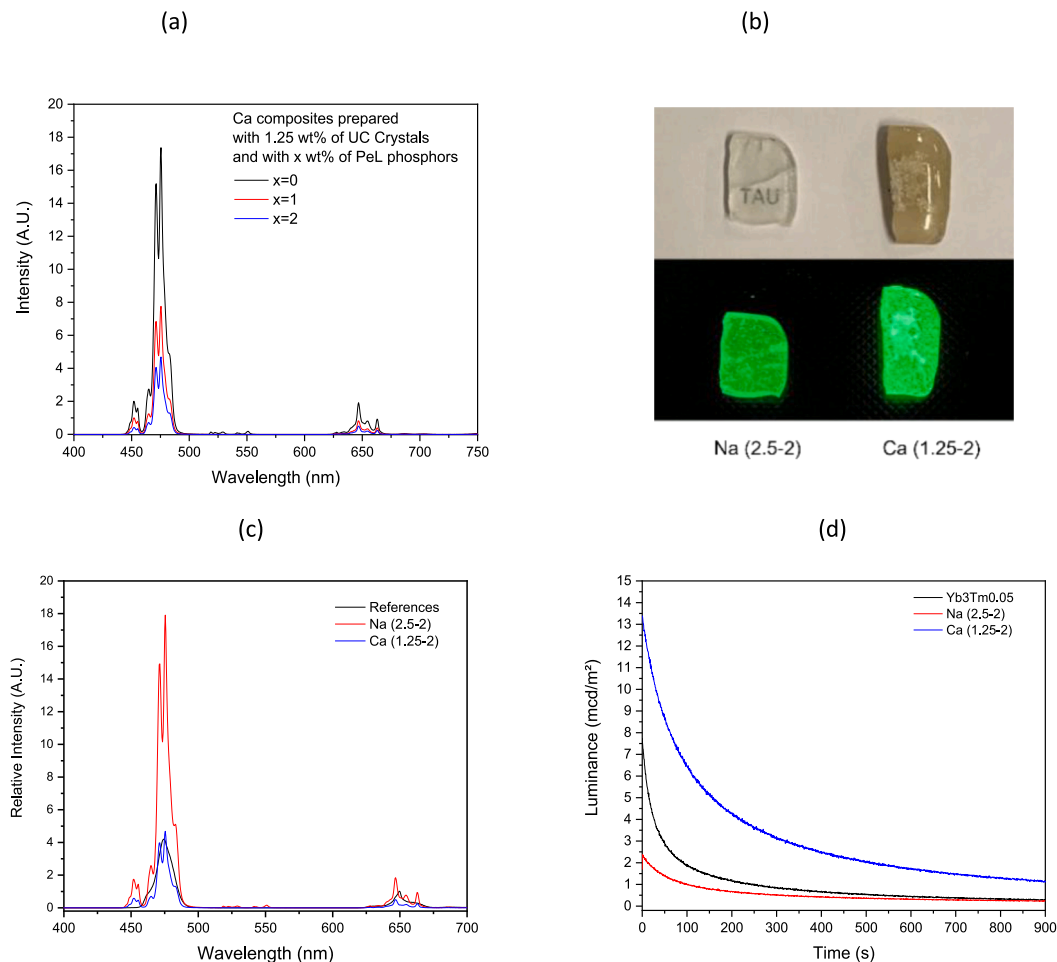 (a)
(b)
Ca composites prepared
with 1.25 wt% of UC Crystals
and with x wt% of PeL phosphors
x=0
x=1
x=2
20
18
16
14
12
10
8
6
4
2
0
Intensity (A.U.)
400 450 500 550 600 650 700 750
Wavelength (nm)
TAU
Na (2.5-2) Ca (1.25-2)
(c)
(d)
References
Na (2.5-2)
Ca (1.25-2)
20
18
16
14
12
10
8
6
4
2
0
Relative Intensity (A.U.)
400 450 500 550 600 650 700
Wavelength (nm)
Yb3Tm0.05
Na (2.5-2)
Ca (1.25-2)
15
14
13
12
11
10
9
8
7
6
5
4
3
2
1
0
Luminance (mcd/m²)
0 100 200 300 400 500 600 700 800 900
Time (s)